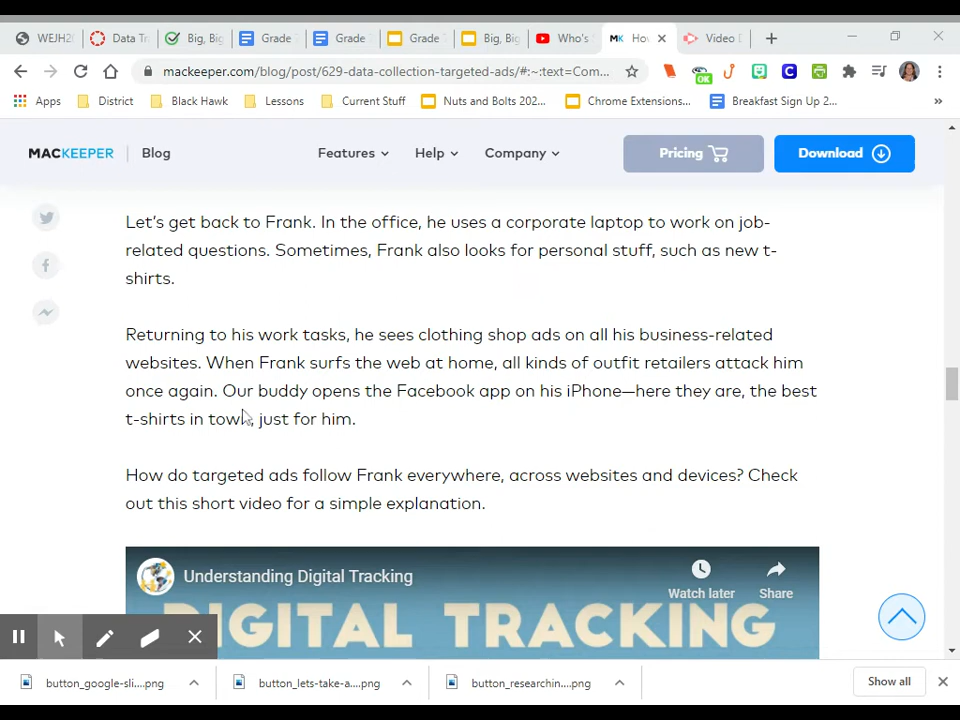 WEJH2(
Data Tr
Big, Big
Grade
Grade
Grade
Big, Big
Who's
MK Hov
Video
mackeeper.com/blog/post/629-data-collection-targeted-ads/#:~:text=Com...
OK
Apps
District
Black Hawk
Lessons
Current Stuff
Nuts and Bolts 202...
Chrome Extensions...
Breakfast Sign Up 2...
»
MACKEEPER
Blog
Features
Help
Company
Pricing
Download
Let's get back to Frank. In the office, he uses a corporate laptop to work on job-
related questions. Sometimes, Frank also looks for personal stuff, such as new t-
shirts.
Returning to his work tasks, he sees clothing shop ads on all his business-related
websites. When Frank surfs the web at home, all kinds of outfit retailers attack him
once again. Our buddy opens the Facebook app on his iPhone—here they are, the best
t-shirts in town, just for him.
How do targeted ads follow Frank everywhere, across websites and devices? Check
out this short video for a simple explanation.
Understanding Digital Tracking
Watch later
Share
DIGITAL TRACKING
button_google-sli....png
button_lets-take-a....png
button_researchin....png
Show all